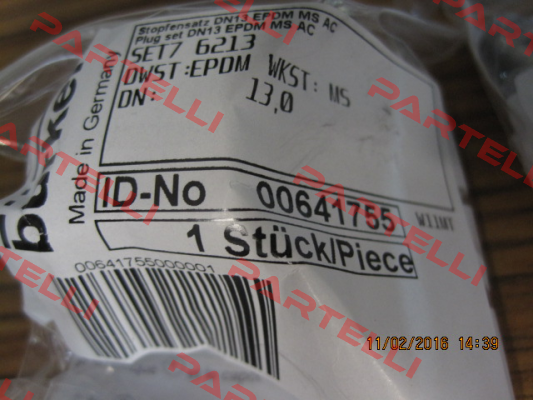 Stopfensatz DN13 EPDM MS AC
Plug set DN13 EPDM MS AC
SET7 6213
DWST:EPDM WKST: MS
DN: 13,0
Made in Germany
ID-No 00641755
W11MT
1 Stück/Piece
00641755000001
11/02/2016 14:39
PARTELLI
PARTELLI
PARTELLI
PARTELLI
PARTELLI